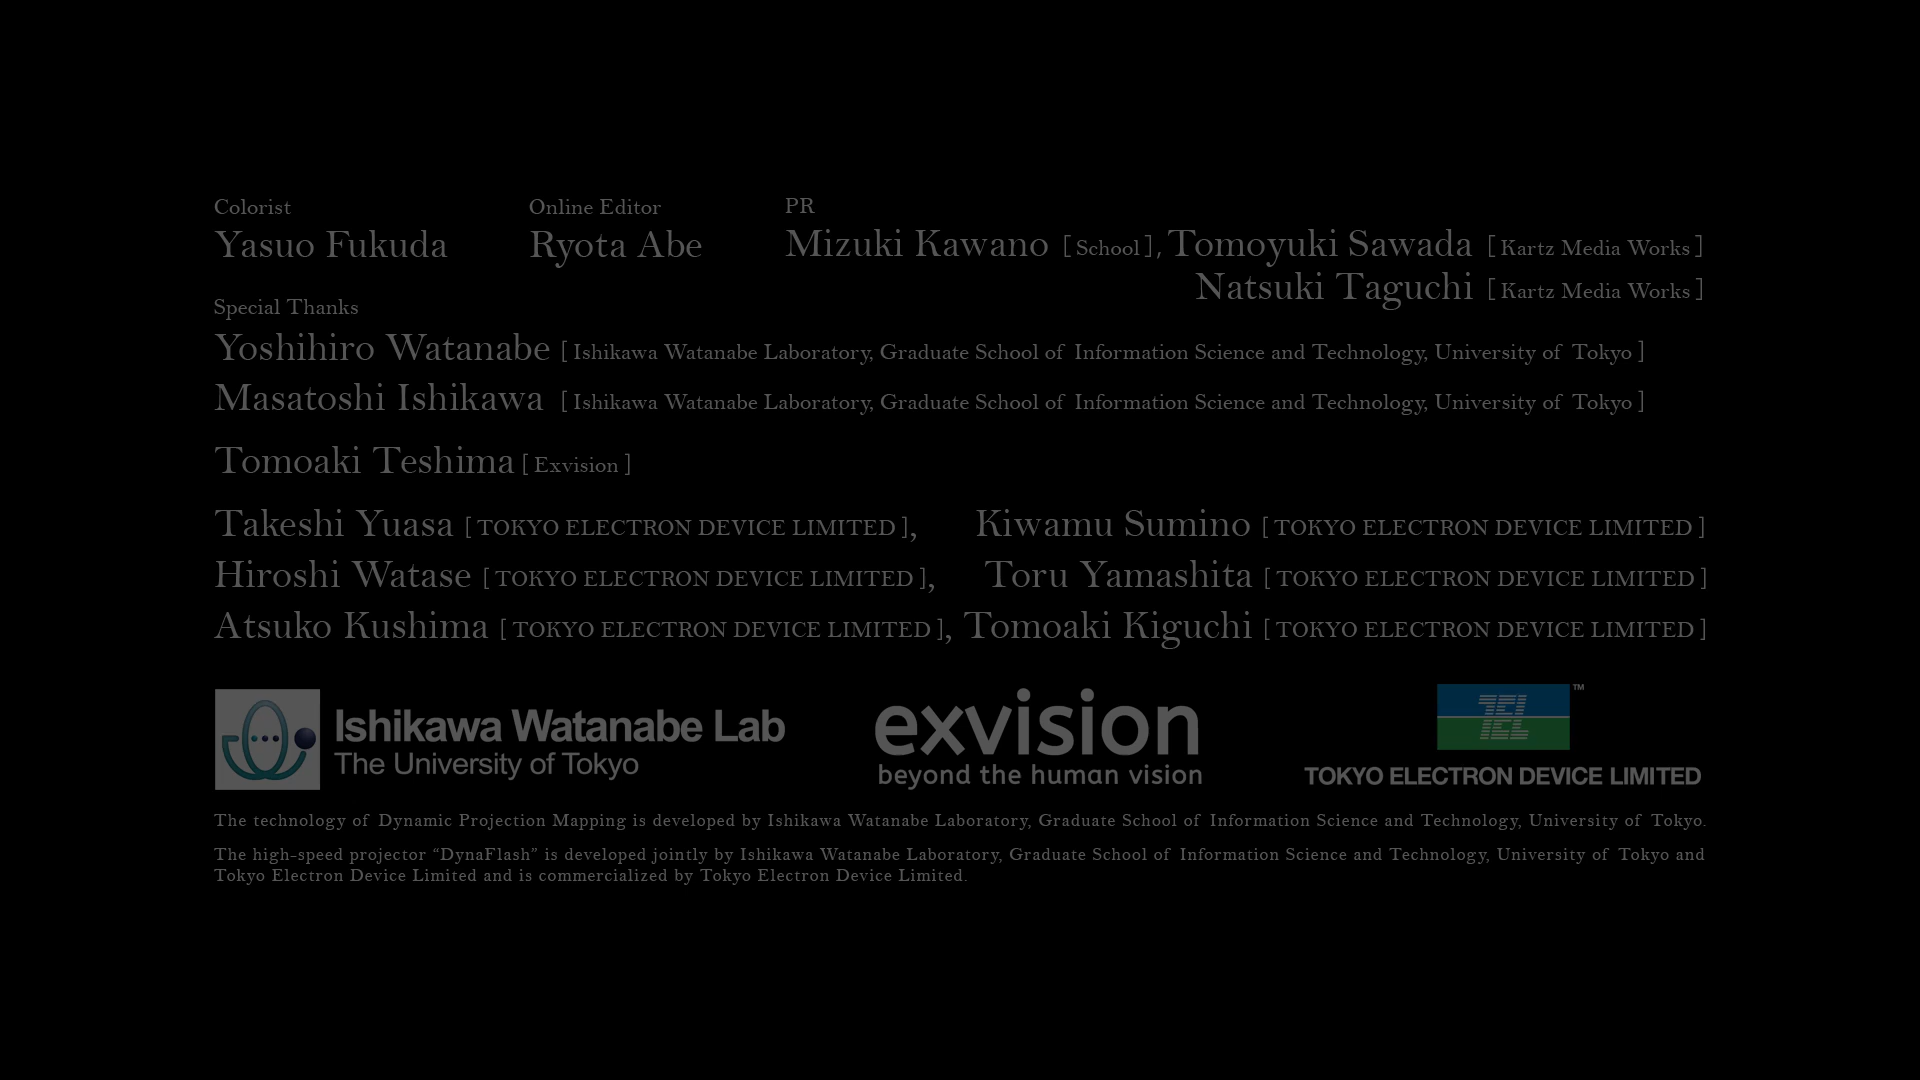 Colorist
Yasuo Fukuda
Online Editor
Ryota Abe
PR
Mizuki Kawano [ School ] , Tomoyuki Sawada [ Kartz Media Works ]
Natsuki Taguchi [ Kartz Media Works ]
Special Thanks
Yoshihiro Watanabe [ Ishikawa Watanabe Laboratory, Graduate School of Information Science and Technology, University of Tokyo ]
Masatoshi Ishikawa [ Ishikawa Watanabe Laboratory, Graduate School of Information Science and Technology, University of Tokyo ]
Tomoaki Teshima [ Exvision ]
Takeshi Yuasa [ TOKYO ELECTRON DEVICE LIMITED ], Kiwamu Sumino [ TOKYO ELECTRON DEVICE LIMITED ]
Hiroshi Watase [ TOKYO ELECTRON DEVICE LIMITED ], Toru Yamashita [ TOKYO ELECTRON DEVICE LIMITED ]
Atsuko Kushima [ TOKYO ELECTRON DEVICE LIMITED ], Tomoaki Kiguchi [ TOKYO ELECTRON DEVICE LIMITED ]
Ishikawa Watanabe Lab
The University of Tokyo
exvision
beyond the human vision
TEL ™
TOKYO ELECTRON DEVICE LIMITED
The technology of Dynamic Projection Mapping is developed by Ishikawa Watanabe Laboratory, Graduate School of Information Science and Technology, University of Tokyo.
The high-speed projector “DynaFlash” is developed jointly by Ishikawa Watanabe Laboratory, Graduate School of Information Science and Technology, University of Tokyo and
Tokyo Electron Device Limited and is commercialized by Tokyo Electron Device Limited.